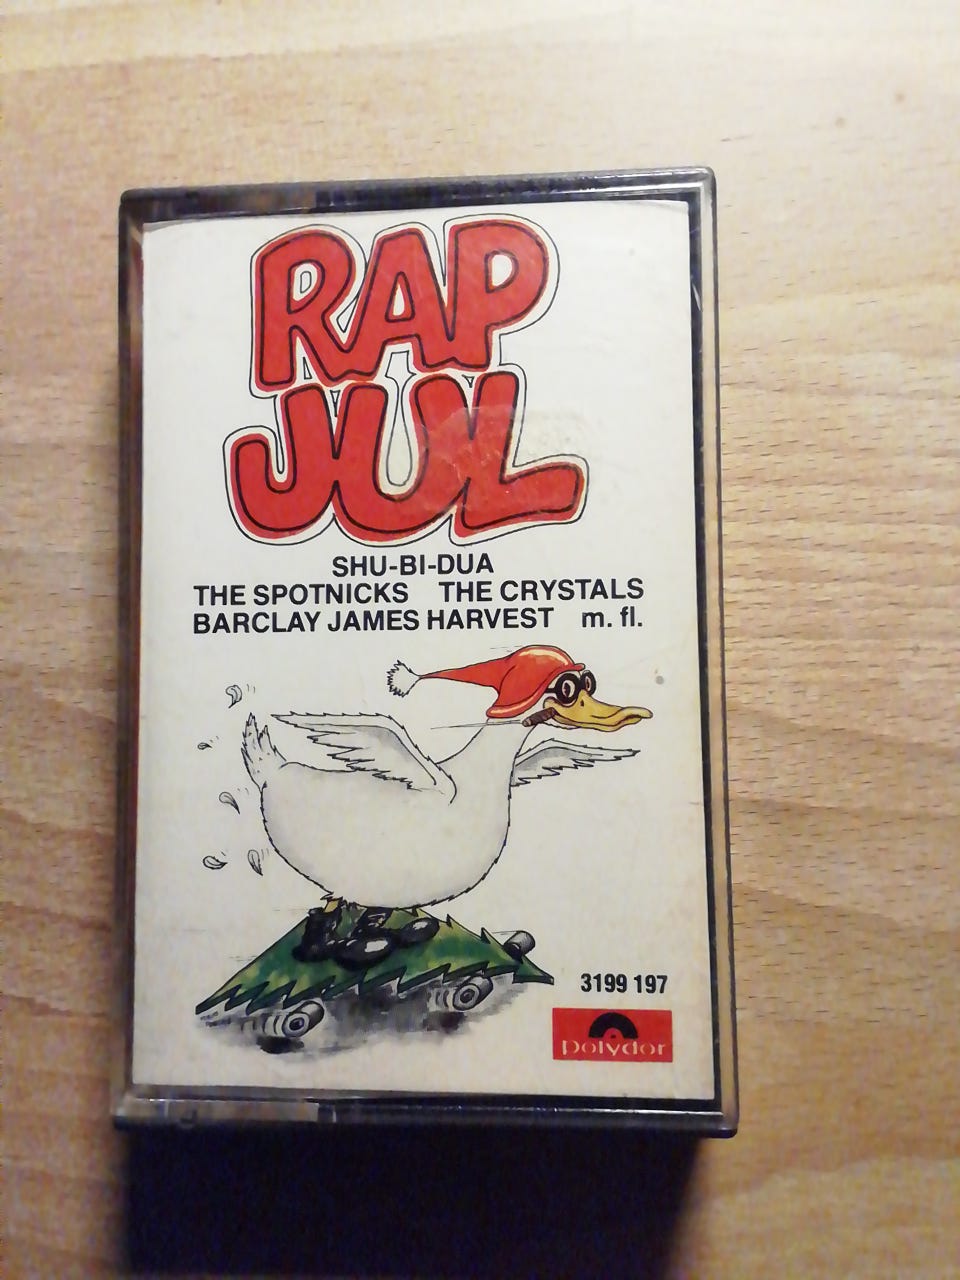 RAP
JUL
SHU-BI-DUA
THE SPOTNICKS THE CRYSTALS
BARCLAY JAMES HARVEST m. fl.
3199 197
polydor